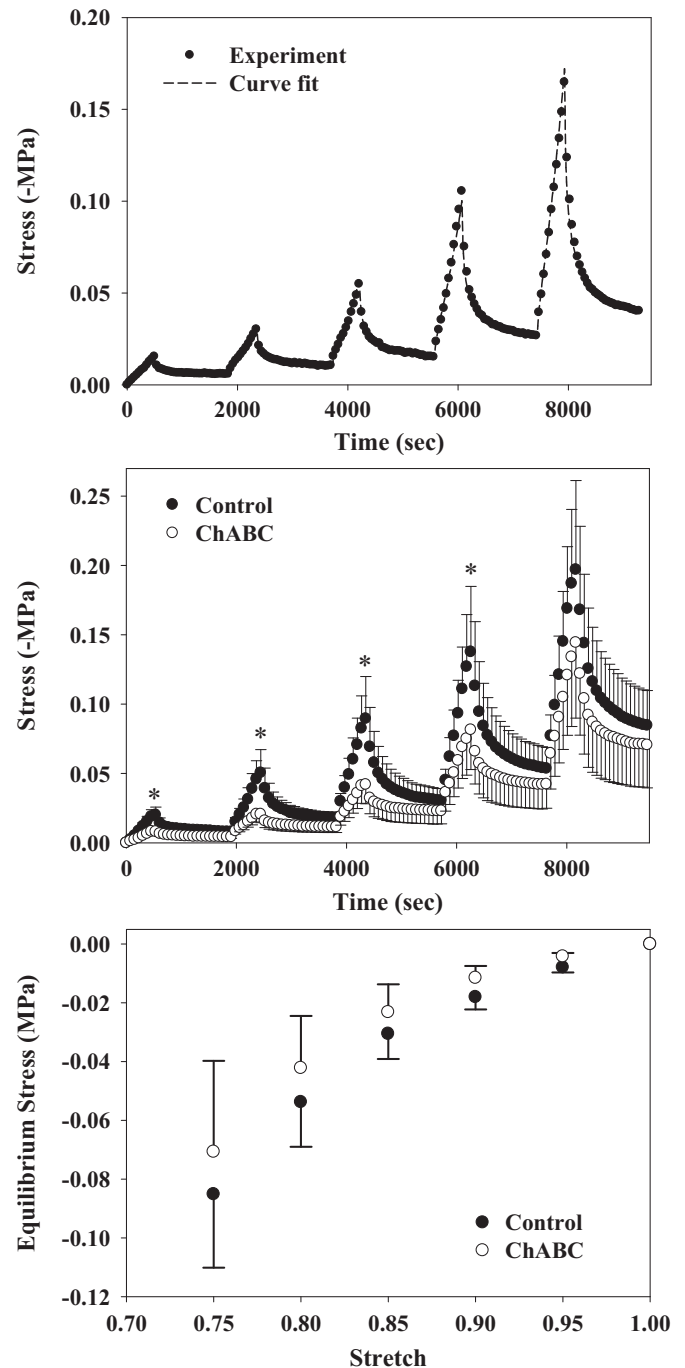 0.20
Experiment
Curve fit
0.15
0.10
0.05
0.00
Stress (-MPa)
0 2000 4000 6000 8000
Time (sec)
0.25
Control
ChABC
0.20
0.15
0.10
0.05
0.00
Stress (-MPa)
* * * *
0 2000 4000 6000 8000
Time (sec)
0.00
-0.02
-0.04
-0.06
-0.08
-0.10
-0.12
Equilibrium Stress (MPa)
Control
ChABC
0.70 0.75 0.80 0.85 0.90 0.95 1.00
Stretch